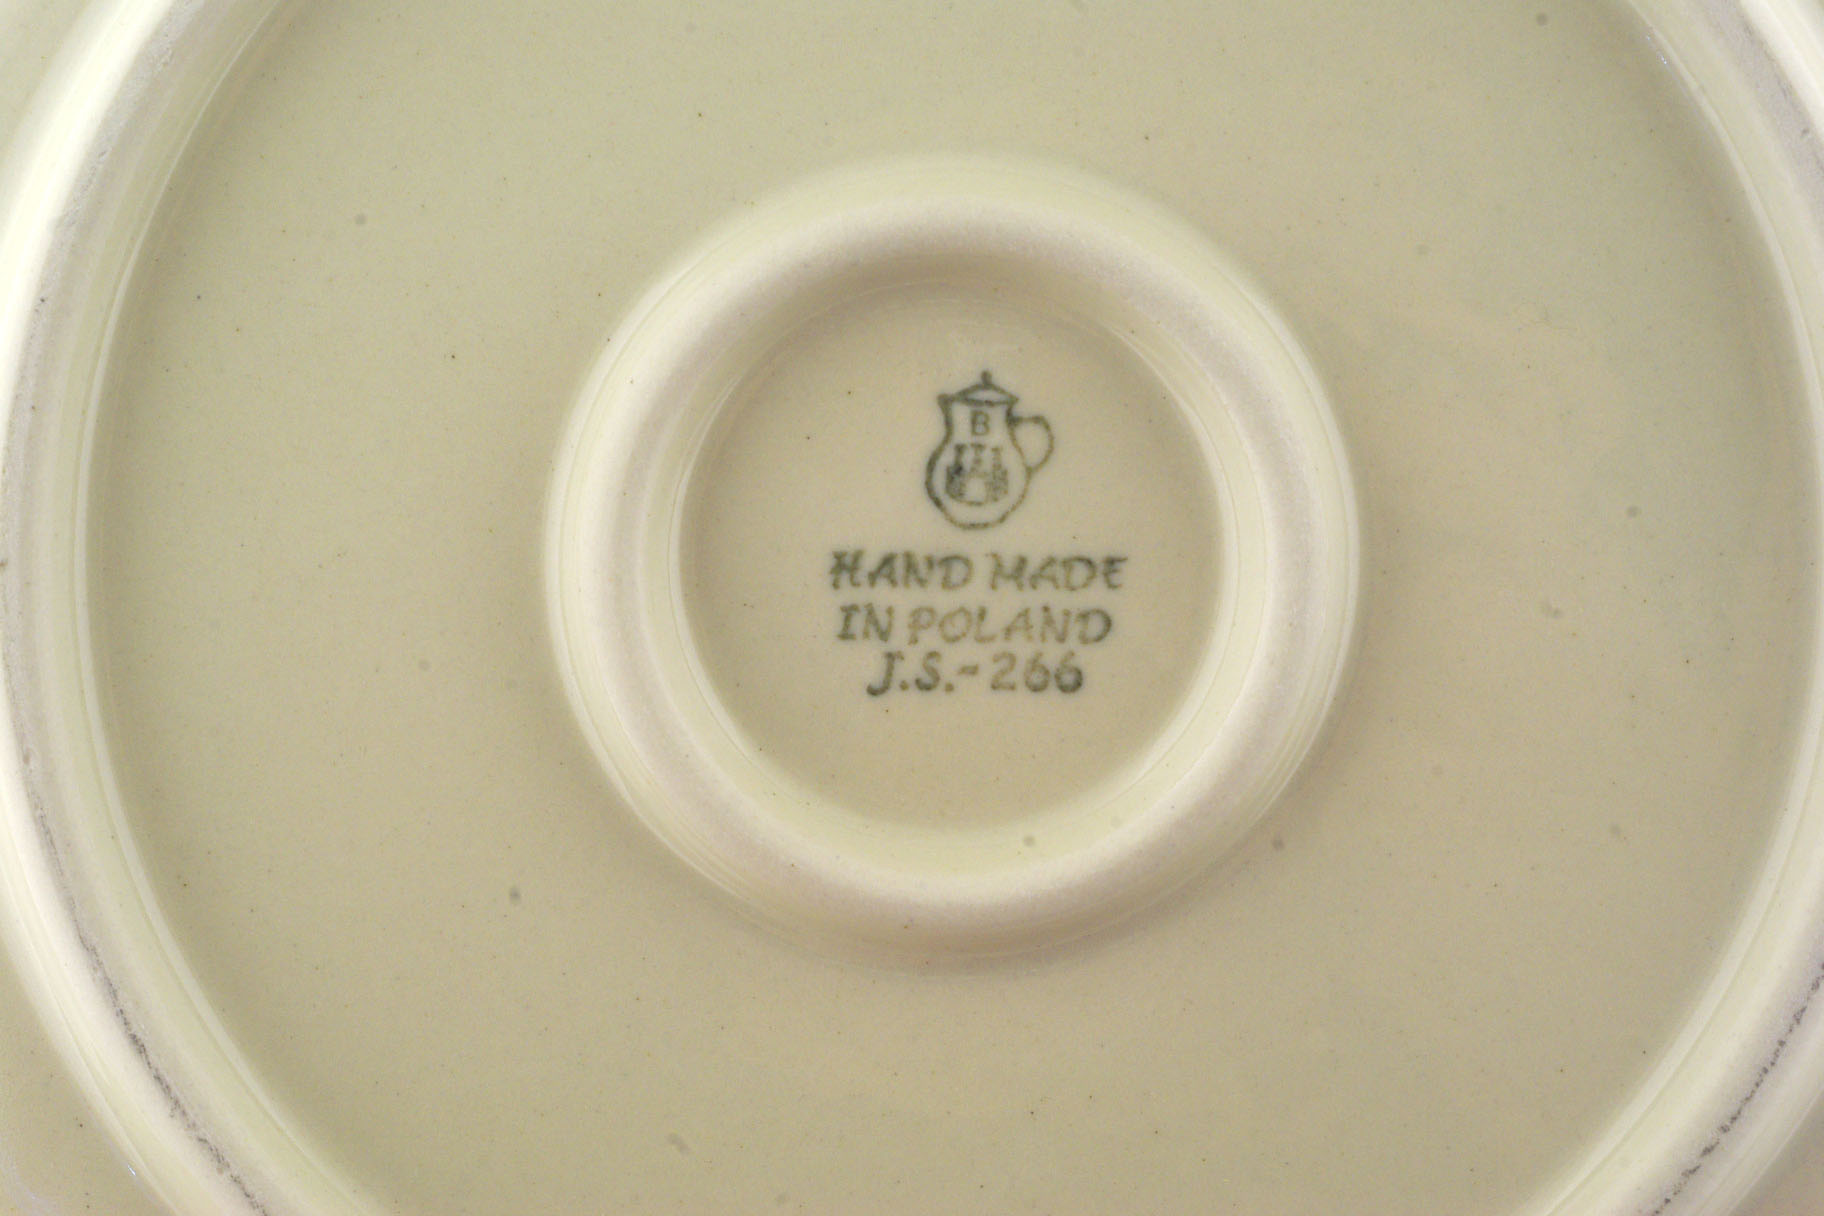 B
HAND MADE
IN POLAND
J.S.-266